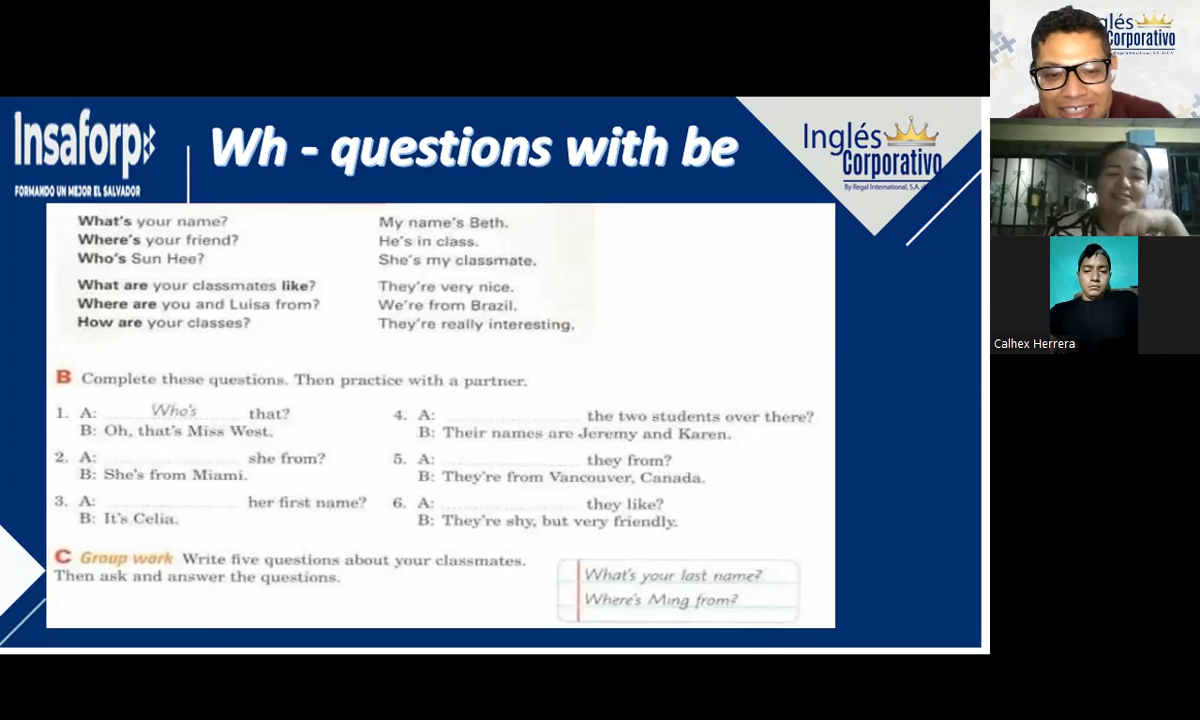 Insaforp
FORMANDO UN MEJOR EL SALVADOR
Wh - questions with be
Inglés
Corporativo
By Regal International, S.A. de
What's your name? My name's Beth.
Where's your friend? He's in class.
Who's Sun Hee? She's my classmate.
What are your classmates like? They're very nice.
Where are you and Luisa from? We're from Brazil.
How are your classes? They're really interesting.
B Complete these questions. Then practice with a partner.
1. A: Who's that?
B: Oh, that's Miss West.
2. A: she from?
B: She's from Miami.
3. A: her first name?
B: It's Celia.
4. A: the two students over there?
B: Their names are Jeremy and Karen.
5. A: they from?
B: They're from Vancouver, Canada.
6. A: they like?
B: They're shy, but very friendly.
C Group work Write five questions about your classmates.
Then ask and answer the questions.
What's your last name?
Where's Ming from?
glés
Corporativo
Calhex Herrera